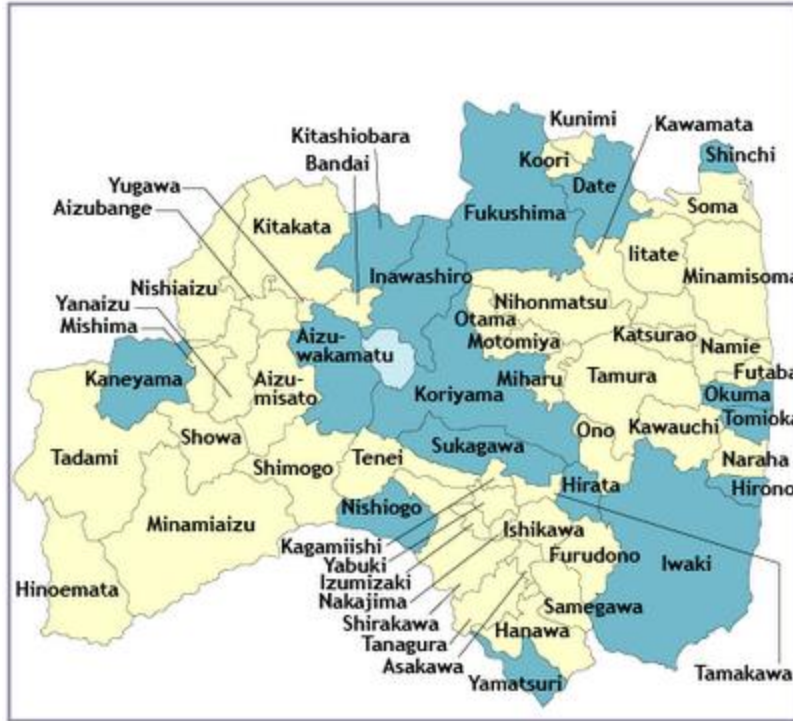 Kunimi
Kawamata
Kitashiobara
Koori
Shinchi
Bandai
Date
Yugawa
Soma
Aizubange
Fukushima
Kitakata
Iitate
Inawashiro
Minamisoma
Nishiaizu
Nihonmatsu
Yanaizu
Otama
Mishima
Aizu-
wakamatu
Motomiya
Katsurao
Namie
Futaba
Kaneyama
Aizu-
misato
Miharu
Tamura
Okuma
Koriyama
Tomioka
Kawauchi
Ono
Showa
Sukagawa
Tadami
Shimogo
Tenei
Naraha
Hirata
Hirono
Nishiogo
Minamiaizu
Ishikawa
Kagamiishi
Furudono
Yabuki
Iwaki
Izumizaki
Hinoemata
Nakajima
Samegawa
Shirakawa
Hanawa
Tanagura
Asakawa
Tamakawa
Yamatsuri